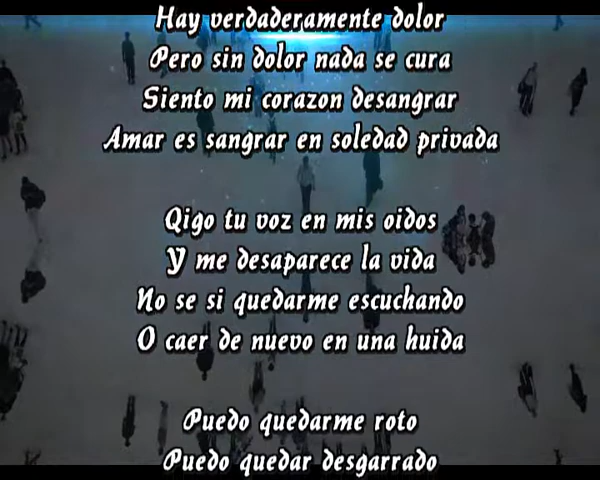 Hay verdaderamente dolor
Pero sin dolor nada se cura
Siento mi corazon desangrar
Amar es sangrar en soledad privada
Qigo tu voz en mis oidos
Y me desaparece la vida
No se si quedarme escuchando
O caer de nuevo en una huida
Puedo quedarme roto
Puedo quedar desgarrado